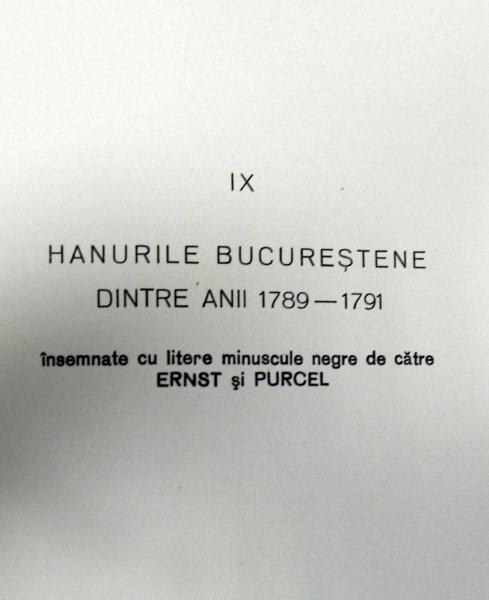 IX
HANURILE BUCUREȘTENE
DINTRE ANII 1789—1791
însemnate cu litere minuscule negre de către
ERNST și PURCEL